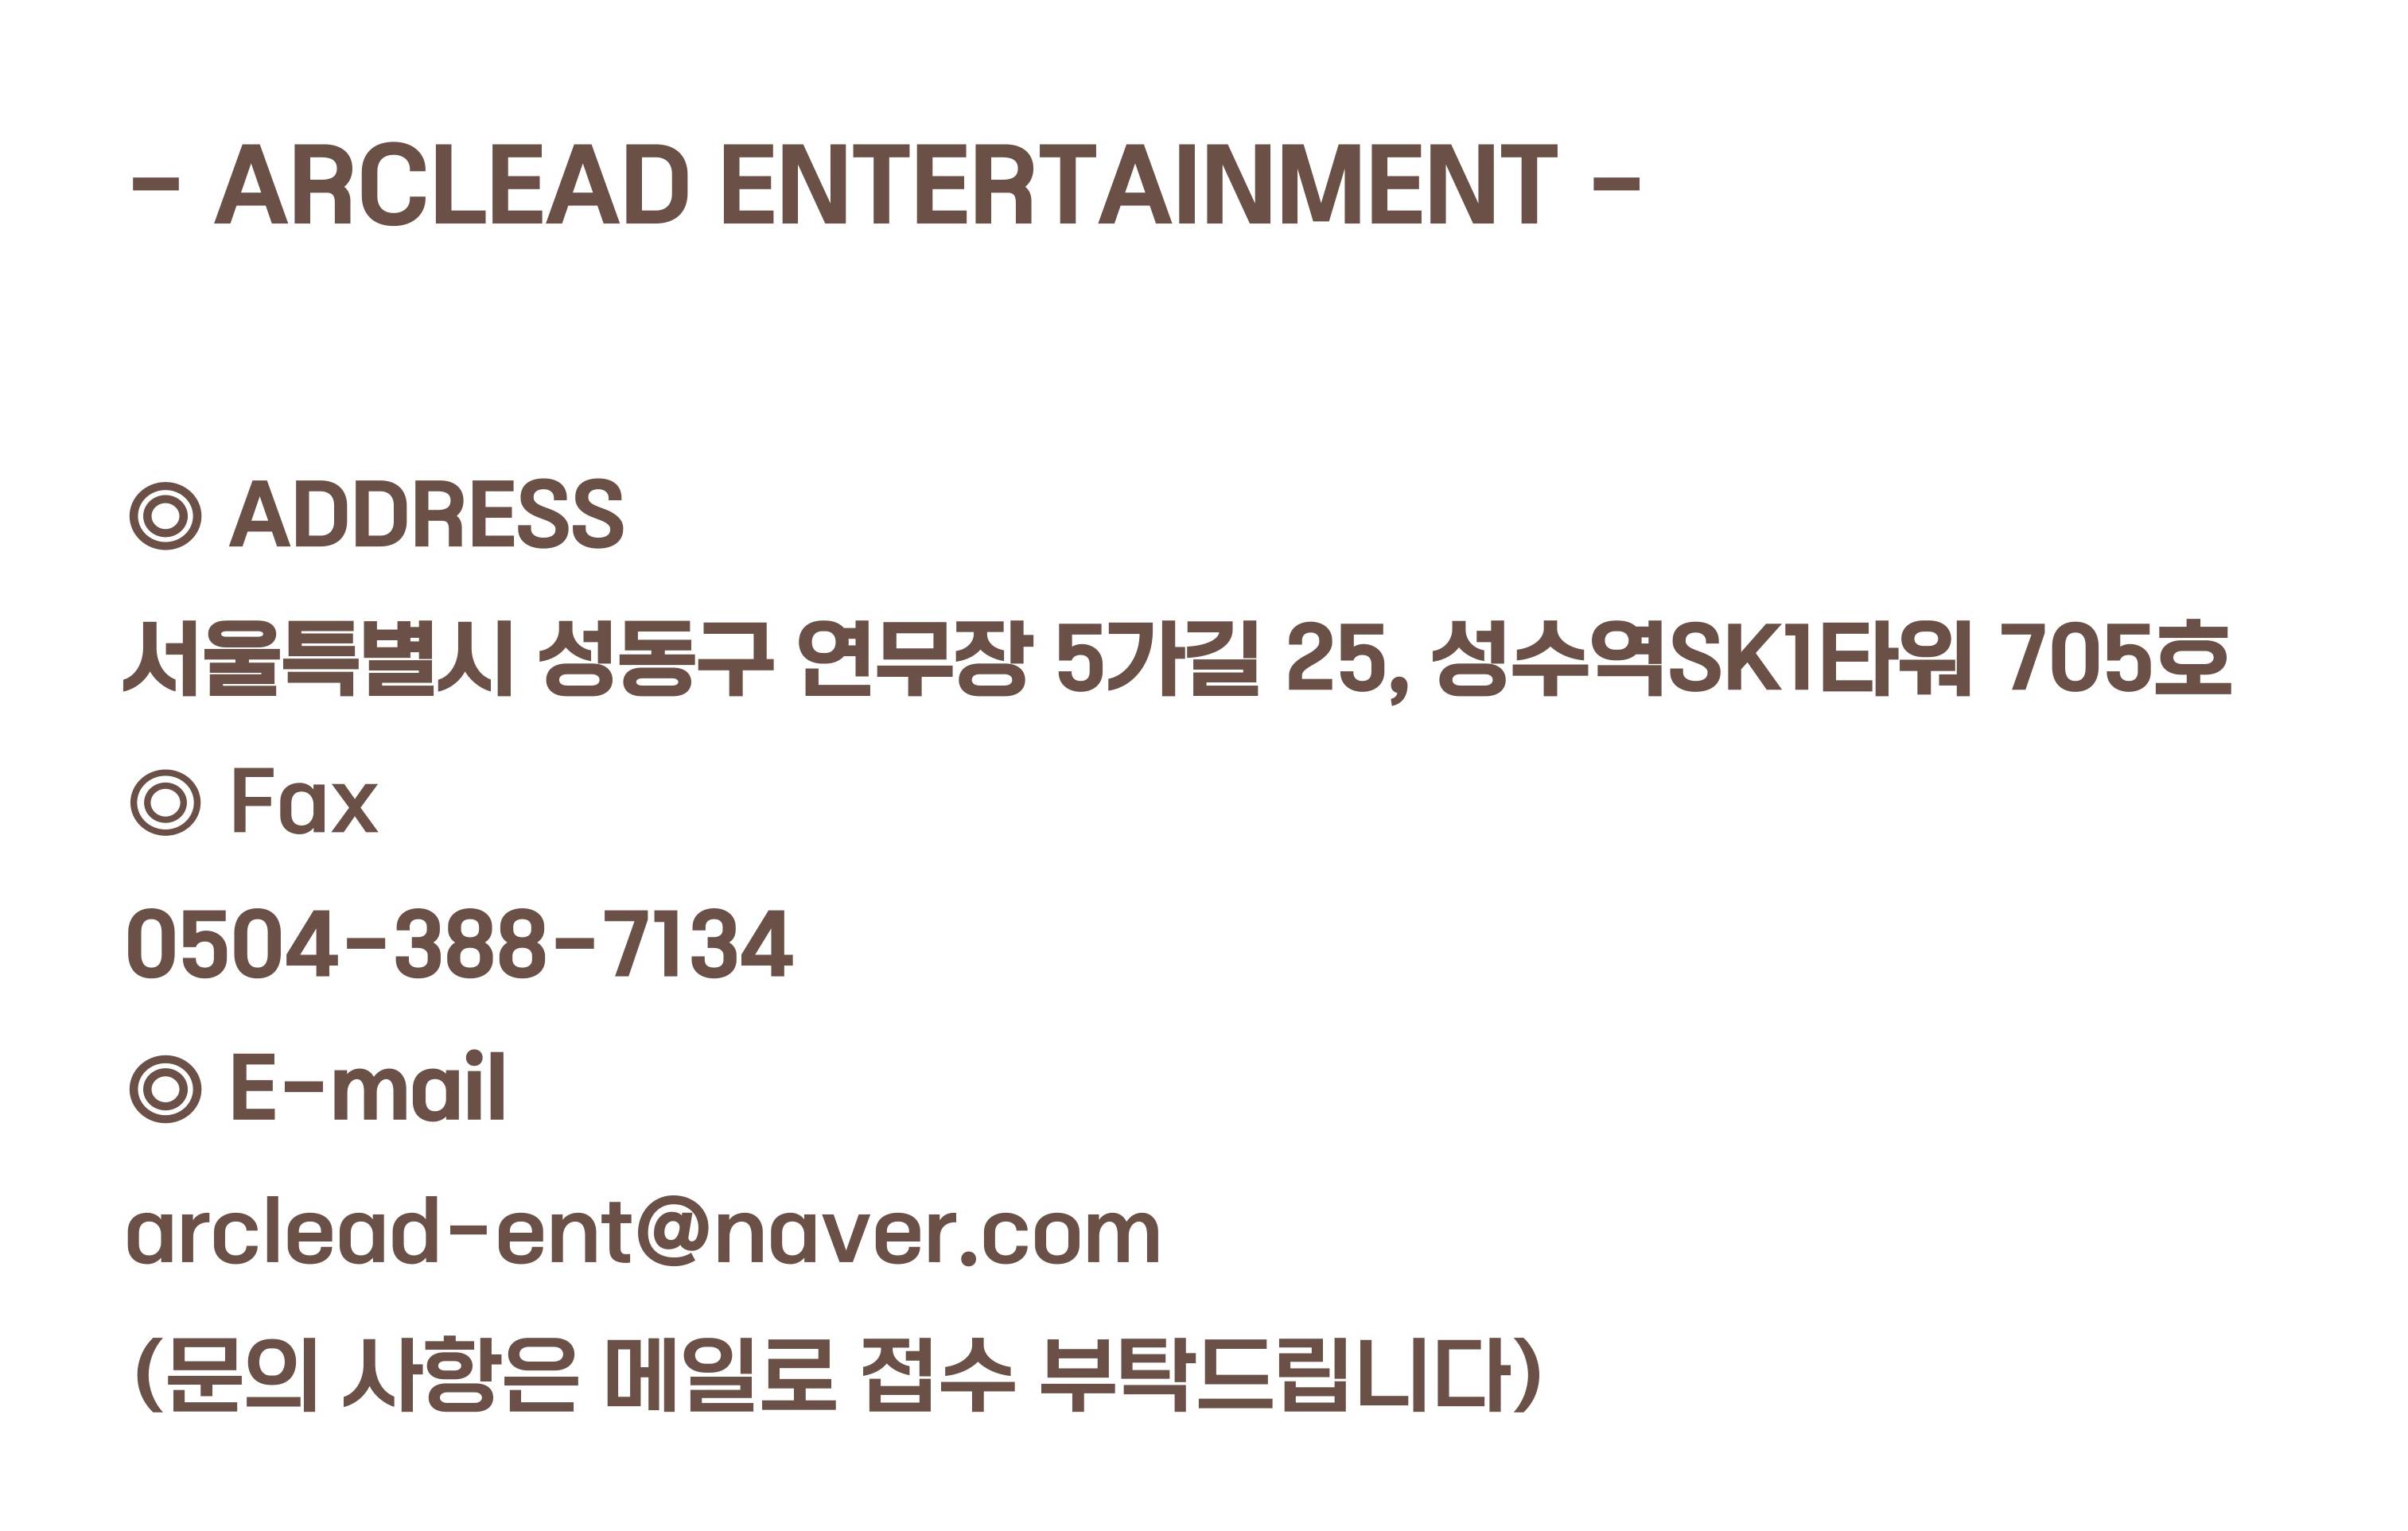 - ARCLEAD ENTERTAINMENT -
◎ ADDRESS
서울특별시 성동구 연무장 5가길 25,성수역SK1타워 705호
◎ Fax
0504-388-7134
◎ E-mail
arclead-ent@naver.com
(문의 사항은 메일로 접수 부탁드립니다)